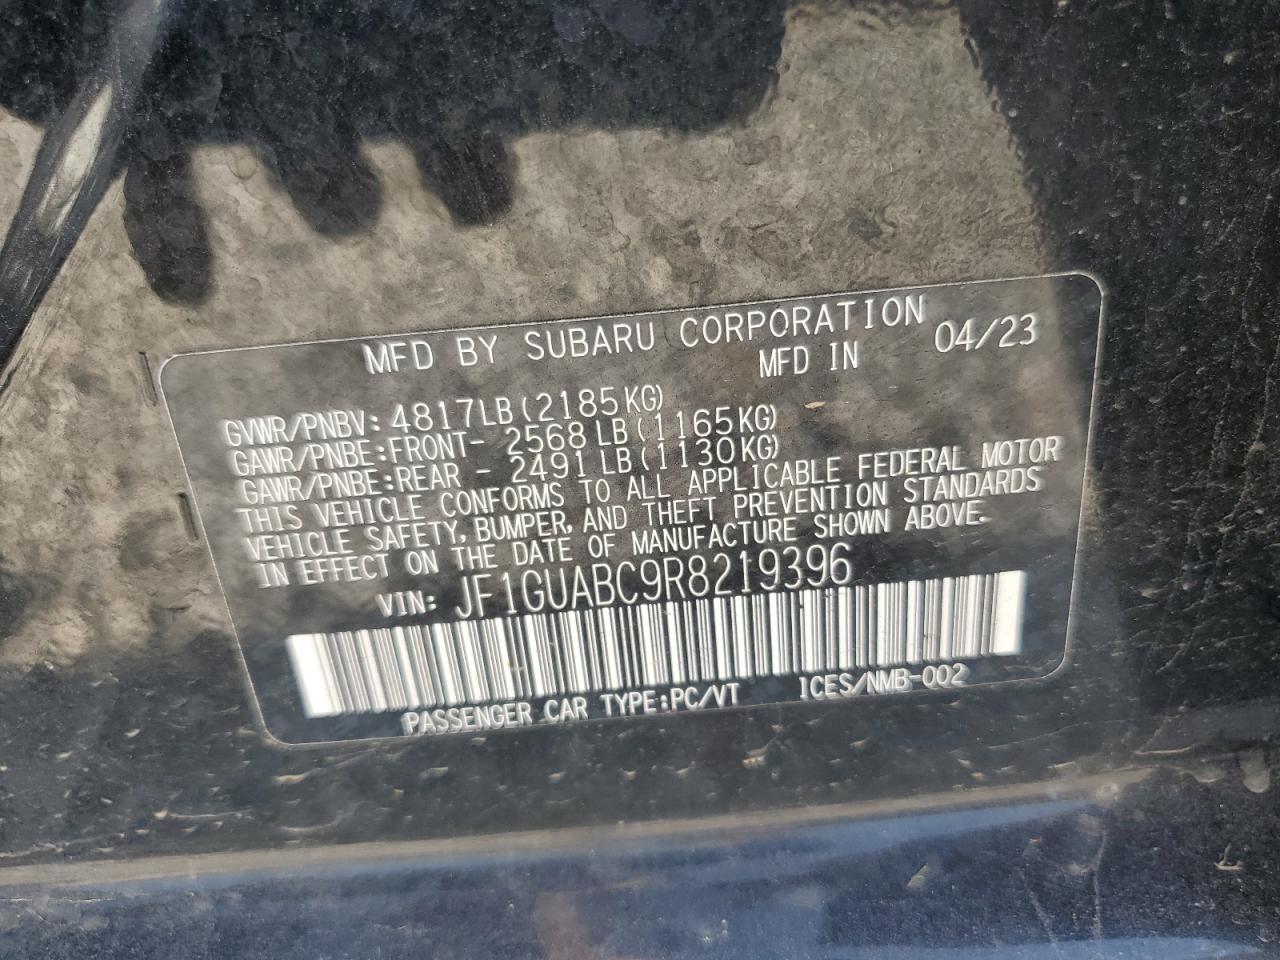 MFD BY SUBARU CORPORATION
MFD IN 04/23
GVWR/PNBV: 4817LB(2185KG)
GAWR/PNBE:FRONT- 2568LB(1165KG)
GAWR/PNBE:REAR - 2491LB(1130KG)
THIS VEHICLE CONFORMS TO ALL APPLICABLE FEDERAL MOTOR
VEHICLE SAFETY, BUMPER, AND THEFT PREVENTION STANDARDS
IN EFFECT ON THE DATE OF MANUFACTURE SHOWN ABOVE.
VIN: JF1GUABC9R8219396
PASSENGER CAR TYPE:PC/VT ICES/NMB-002